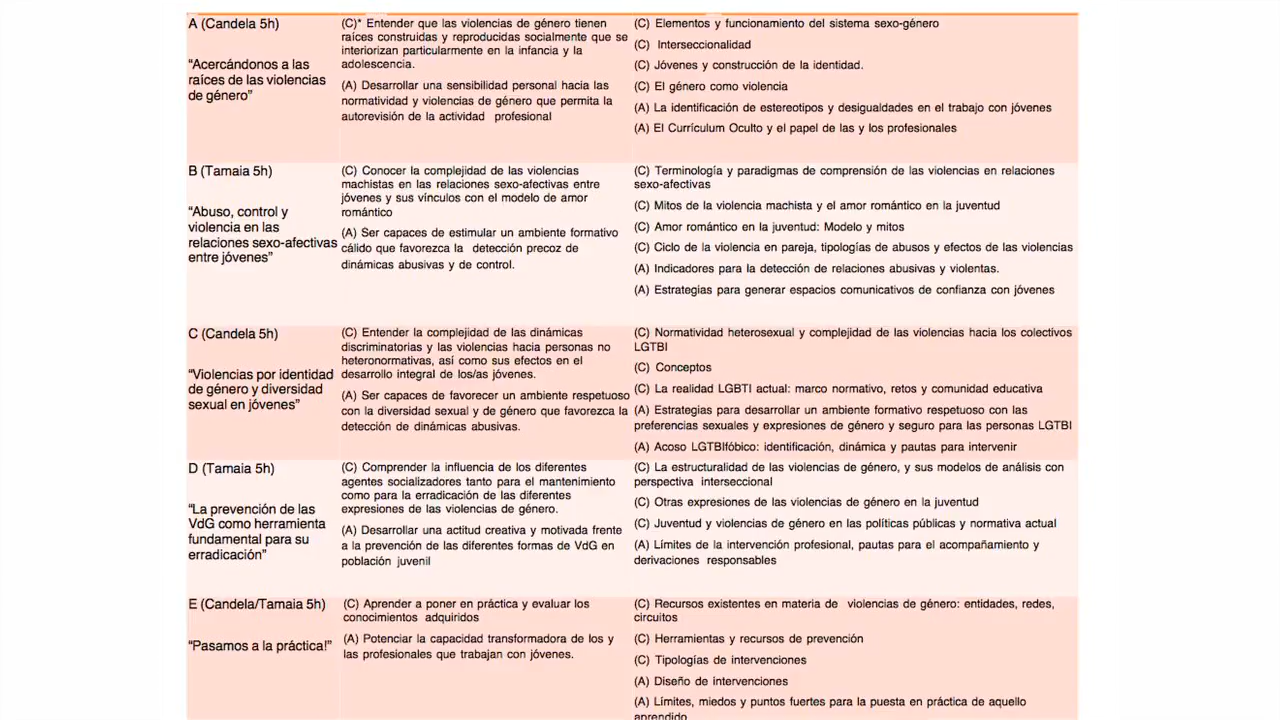 A (Candela 5h)
“Acercándonos a las
raíces de las violencias
de género”
(C)* Entender que las violencias de género tienen
raíces construidas y reproducidas socialmente que se
interiorizan particularmente en la infancia y la
adolescencia.
(A) Desarrollar una sensibilidad personal hacia las
normatividad y violencias de género que permita la
autorevisión de la actividad profesional
(C) Elementos y funcionamiento del sistema sexo-género
(C) Interseccionalidad
(C) Jóvenes y construcción de la identidad.
(C) El género como violencia
(A) La identificación de estereotipos y desigualdades en el trabajo con jóvenes
(A) El Currículum Oculto y el papel de las y los profesionales
B (Tamaia 5h)
“Abuso, control y
violencia en las
relaciones sexo-afectivas
entre jóvenes”
(C) Conocer la complejidad de las violencias
machistas en las relaciones sexo-afectivas entre
jóvenes y sus vínculos con el modelo de amor
romántico
(A) Ser capaces de estimular un ambiente formativo
cálido que favorezca la detección precoz de
dinámicas abusivas y de control.
(C) Terminología y paradigmas de comprensión de las violencias en relaciones
sexo-afectivas
(C) Mitos de la violencia machista y el amor romántico en la juventud
(C) Amor romántico en la juventud: Modelo y mitos
(C) Ciclo de la violencia en pareja, tipologías de abusos y efectos de las violencias
(A) Indicadores para la detección de relaciones abusivas y violentas.
(A) Estrategias para generar espacios comunicativos de confianza con jóvenes
C (Candela 5h)
“Violencias por identidad
de género y diversidad
sexual en jóvenes”
(C) Entender la complejidad de las dinámicas
discriminatorias y las violencias hacia personas no
heteronormativas, así como sus efectos en el
desarrollo integral de los/as jóvenes.
(A) Ser capaces de favorecer un ambiente respetuoso
con la diversidad sexual y de género que favorezca la
detección de dinámicas abusivas.
(C) Normatividad heterosexual y complejidad de las violencias hacia los colectivos
LGTBI
(C) Conceptos
(C) La realidad LGBTI actual: marco normativo, retos y comunidad educativa
(A) Estrategias para desarrollar un ambiente formativo respetuoso con las
preferencias sexuales y expresiones de género y seguro para las personas LGTBI
(A) Acoso LGTBIfóbico: identificación, dinámica y pautas para intervenir
D (Tamaia 5h)
“La prevención de las
VdG como herramienta
fundamental para su
erradicación”
(C) Comprender la influencia de los diferentes
agentes socializadores tanto para el mantenimiento
como para la erradicación de las diferentes
expresiones de las violencias de género.
(A) Desarrollar una actitud creativa y motivada frente
a la prevención de las diferentes formas de VdG en
población juvenil
(C) La estructuralidad de las violencias de género, y sus modelos de análisis con
perspectiva interseccional
(C) Otras expresiones de las violencias de género en la juventud
(C) Juventud y violencias de género en las políticas públicas y normativa actual
(A) Límites de la intervención profesional, pautas para el acompañamiento y
derivaciones responsables
E (Candela/Tamaia 5h)
“Pasamos a la práctica!”
(C) Aprender a poner en práctica y evaluar los
conocimientos adquiridos
(A) Potenciar la capacidad transformadora de los y
las profesionales que trabajan con jóvenes.
(C) Recursos existentes en materia de violencias de género: entidades, redes,
circuitos
(C) Herramientas y recursos de prevención
(C) Tipologías de intervenciones
(A) Diseño de intervenciones
(A) Límites, miedos y puntos fuertes para la puesta en práctica de aquello
aprendido